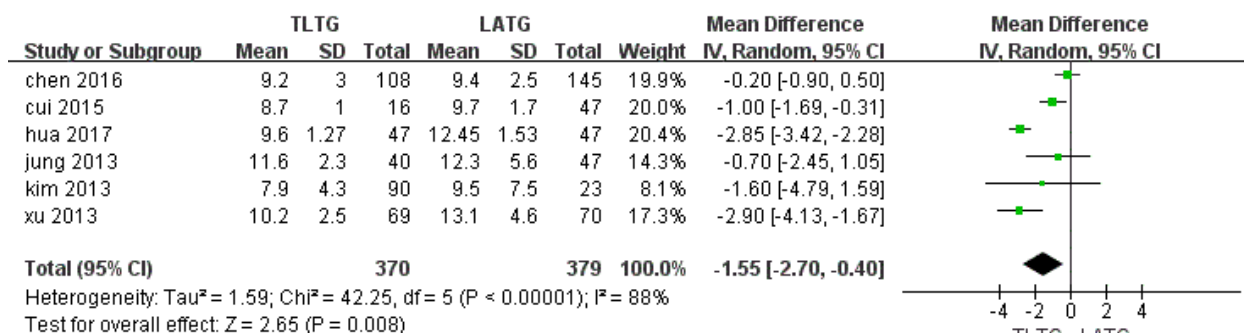 TLTG LATG Mean Difference Mean Difference
Study or Subgroup Mean SD Total Mean SD Total Weight IV, Random, 95% CI IV, Random, 95% CI
chen 2016 9.2 3 108 9.4 2.5 145 19.9% -0.20 [-0.90, 0.50]
cui 2015 8.7 1 16 9.7 1.7 47 20.0% -1.00 [-1.69, -0.31]
hua 2017 9.6 1.27 47 12.45 1.53 47 20.4% -2.85 [-3.42, -2.28]
jung 2013 11.6 2.3 40 12.3 5.6 47 14.3% -0.70 [-2.45, 1.05]
kim 2013 7.9 4.3 90 9.5 7.5 23 8.1% -1.60 [-4.79, 1.59]
xu 2013 10.2 2.5 69 13.1 4.6 70 17.3% -2.90 [-4.13, -1.67]
Total (95% CI) 370 379 100.0% -1.55 [-2.70, -0.40]
Heterogeneity: Tau² = 1.59; Chi² = 42.25, df = 5 (P < 0.00001); I² = 88%
-4 -2 0 2 4
Test for overall effect: Z = 2.65 (P = 0.008)
TLTG LATG